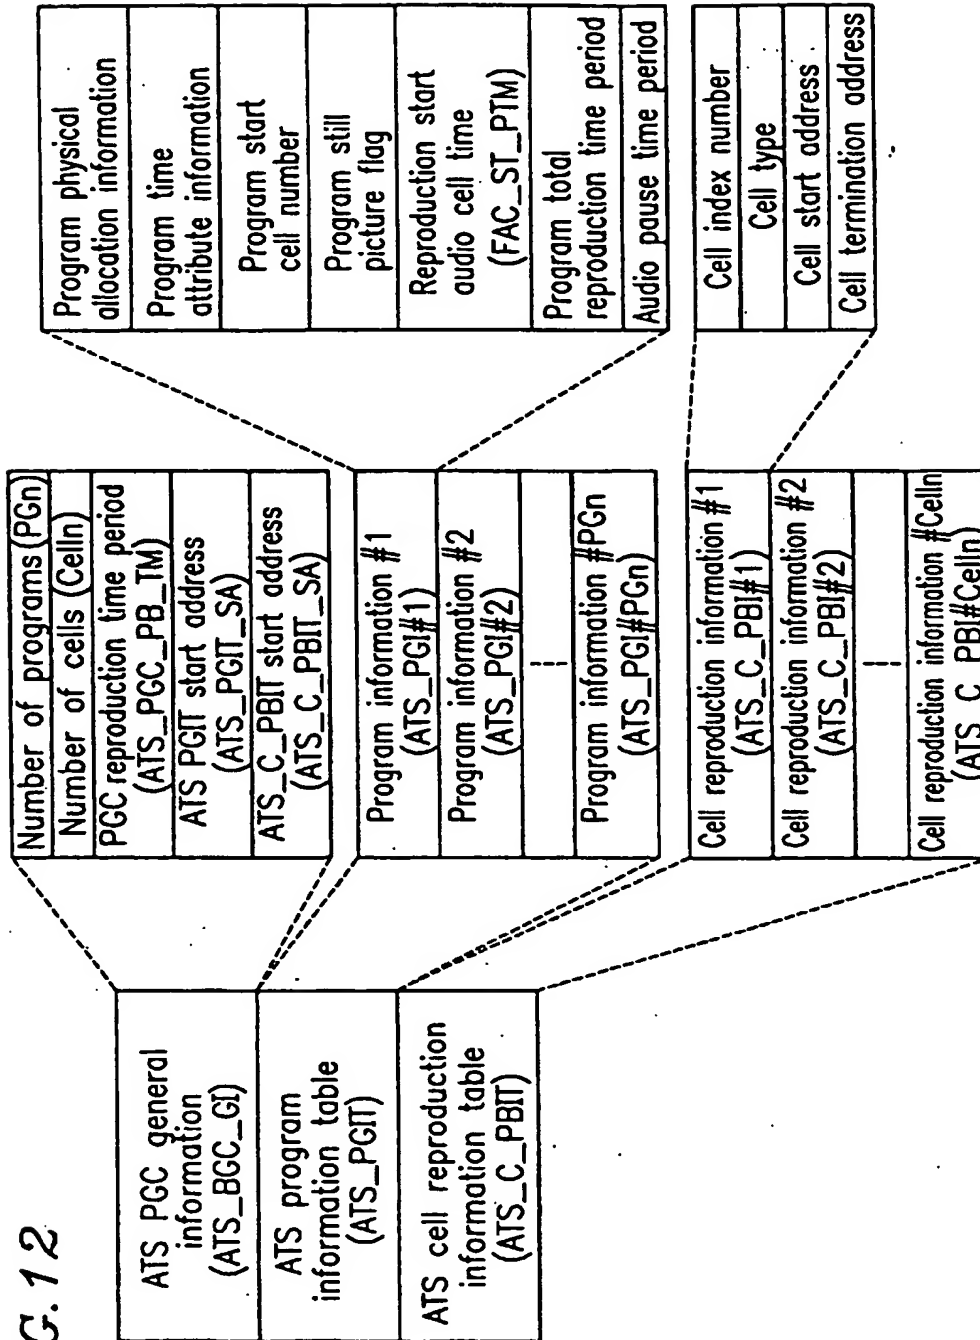 G. 12
ATS PGC general
information
(ATS_BGC_GI)
ATS program
information table
(ATS_PGIT)
ATS cell reproduction
information table
(ATS_C_PBIT)
Number of programs (PGn)
Number of cells (Celln)
PGC reproduction time period
(ATS_PGC_PB_TM)
ATS PGIT start address
(ATS_PGIT_SA)
ATS_C_PBIT start address
(ATS_C_PBIT_SA)
Program information #1
(ATS_PGI#1)
Program information #2
(ATS_PGI#2)
Program information #PGn
(ATS_PGI#PGn)
Cell reproduction information #1
(ATS_C_PBI#1)
Cell reproduction information #2
(ATS_C_PBI#2)
Cell reproduction information #Celln
(ATS_C_PBI#Celln)
Program physical
allocation information
Program time
attribute information
Program start
cell number
Program still
picture flag
Reproduction start
audio cell time
(FAC_ST_PTM)
Program total
reproduction time period
Audio pause time period
Cell index number
Cell type
Cell start address
Cell termination address